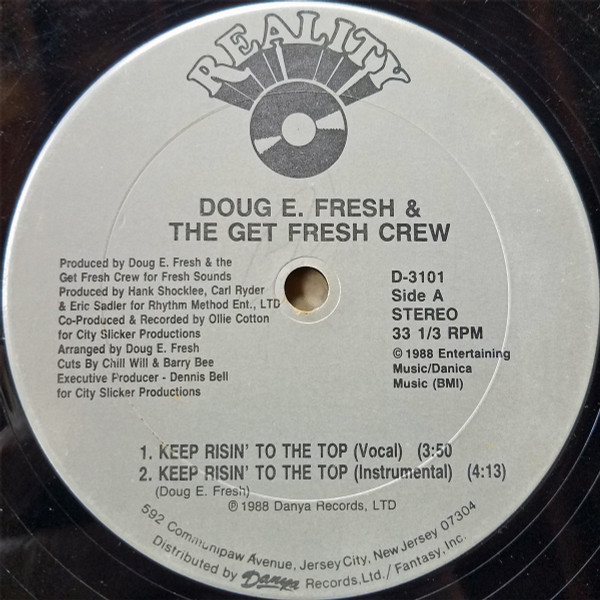 REALITY
DOUG E. FRESH &
THE GET FRESH CREW
Produced by Doug E. Fresh & the
Get Fresh Crew for Fresh Sounds
Produced by Hank Shocklee, Carl Ryder
& Eric Sadler for Rhythm Method Ent., LTD
Co-Produced & Recorded by Ollie Cotton
for City Slicker Productions
Arranged by Doug E. Fresh
Cuts By Chill Will & Barry Bee
Executive Producer - Dennis Bell
for City Slicker Productions
D-3101
Side A
STEREO
33 1/3 RPM
© 1988 Entertaining
Music/Danica
Music (BMI)
1. KEEP RISIN' TO THE TOP (Vocal) (3:50
2. KEEP RISIN' TO THE TOP (Instrumental) (4:13)
(Doug E. Fresh)
℗ 1988 Danya Records, LTD
592 Communipaw Avenue, Jersey City, New Jersey 07304
Distributed by Danya Records, Ltd./Fantasy, Inc.